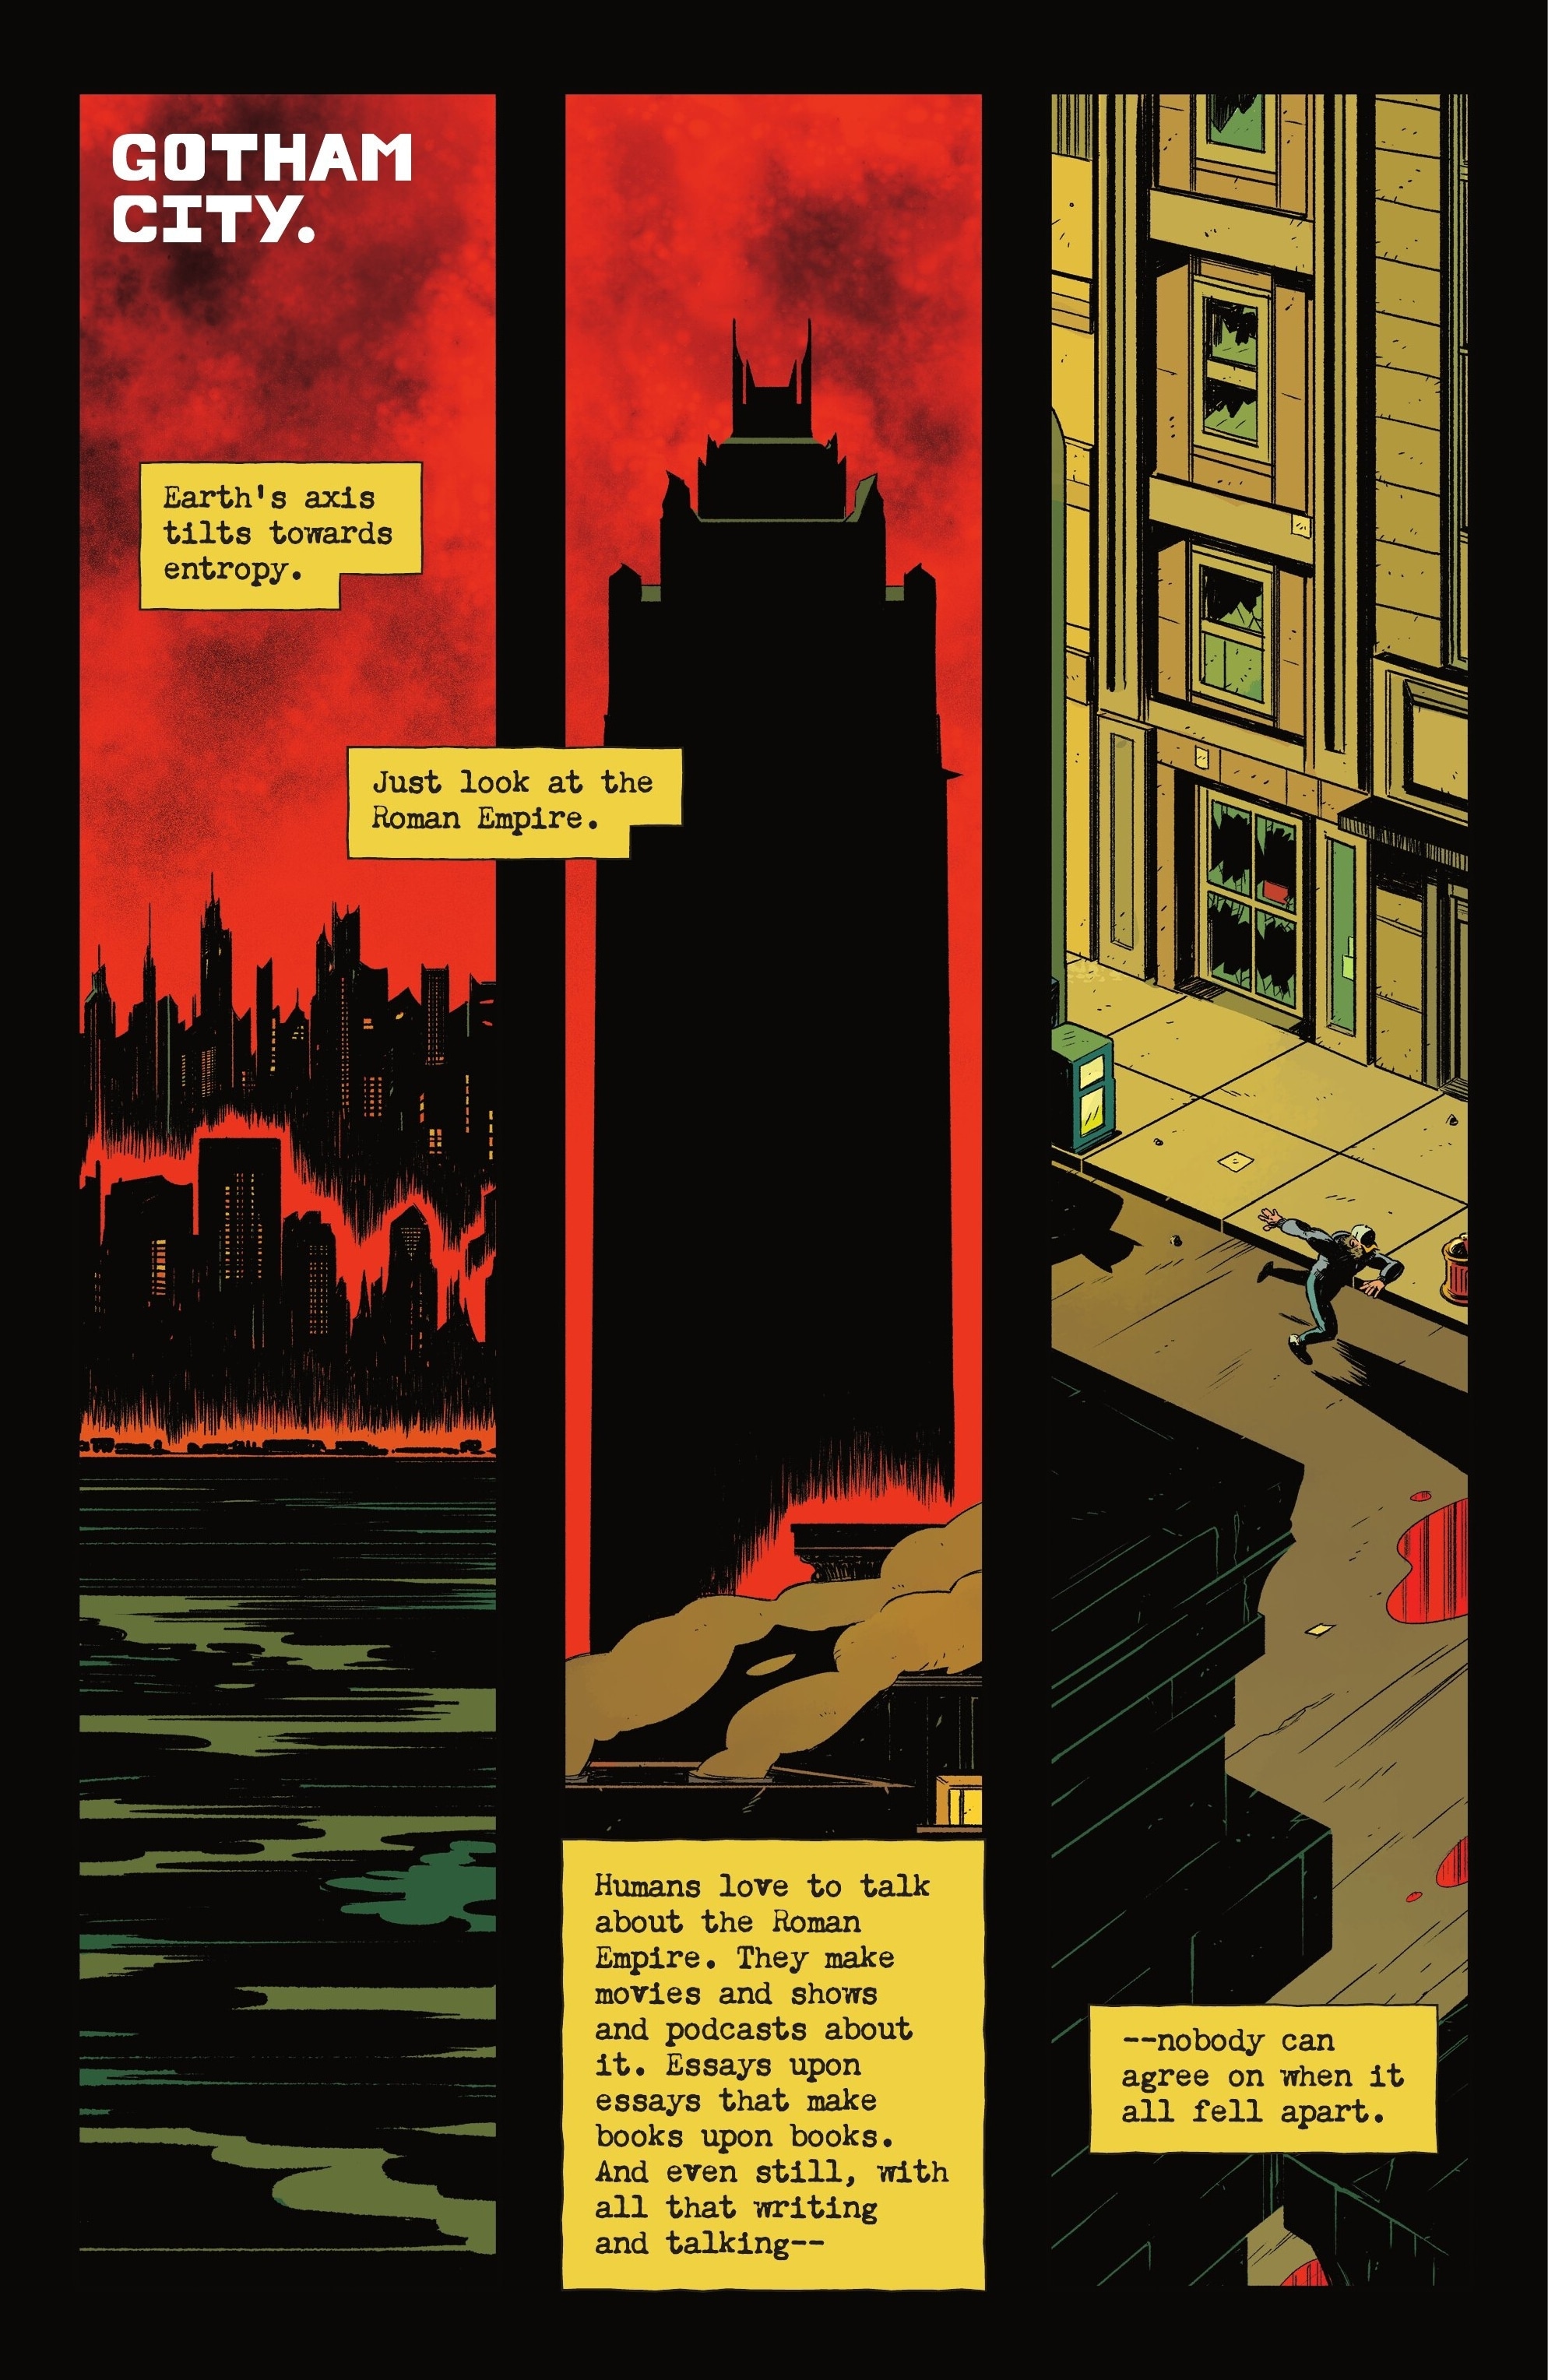 GOTHAM
CITY.
Earth's axis
tilts towards
entropy.
Just look at the
Roman Empire.
Humans love to talk
about the Roman
Empire. They make
movies and shows
and podcasts about
it. Essays upon
essays that make
books upon books.
And even still, with
all that writing
and talking--
--nobody can
agree on when it
all fell apart.